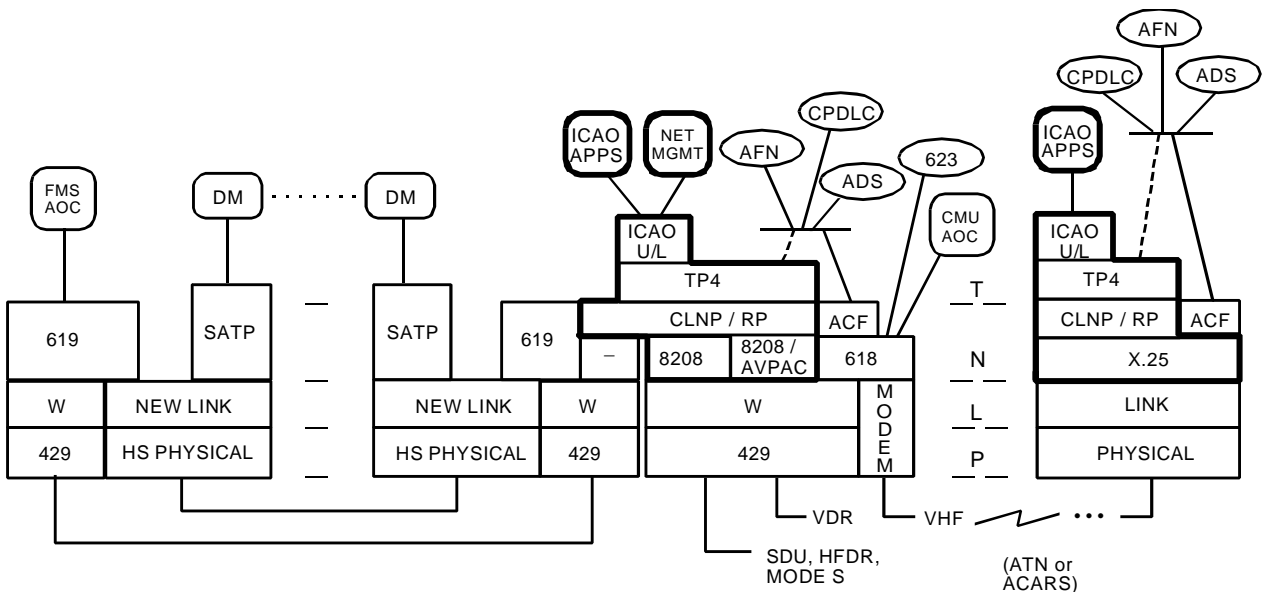 AFN
CPDLC
ADS
ICAO
APPS
ICAO
APPS
NET
MGMT
CPDLC
AFN
ADS
623
CMU
AOC
FMS
AOC
DM
DM
ICAO
U/L
TP4
ICAO
U/L
TP4
T
619
SATP
SATP
619
CLNP / RP
ACF
CLNP / RP
ACF
–
8208
8208 /
AVPAC
618
N
X.25
W
NEW LINK
NEW LINK
W
W
MODEM
L
LINK
429
HS PHYSICAL
HS PHYSICAL
429
429
P
PHYSICAL
VDR
VHF
...
SDU, HFDR,
MODE S
(ATN or
ACARS)